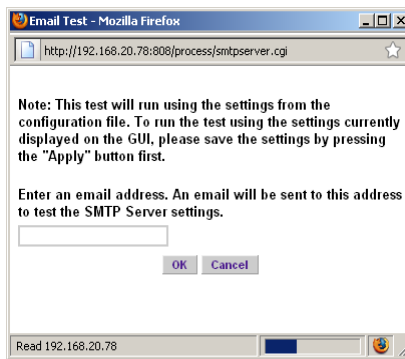 Email Test - Mozilla Firefox
http://192.168.20.78:808/process/smtpserver.cgi
Note: This test will run using the settings from the
configuration file. To run the test using the settings currently
displayed on the GUI, please save the settings by pressing
the "Apply" button first.
Enter an email address. An email will be sent to this address
to test the SMTP Server settings.
OK Cancel
Read 192.168.20.78